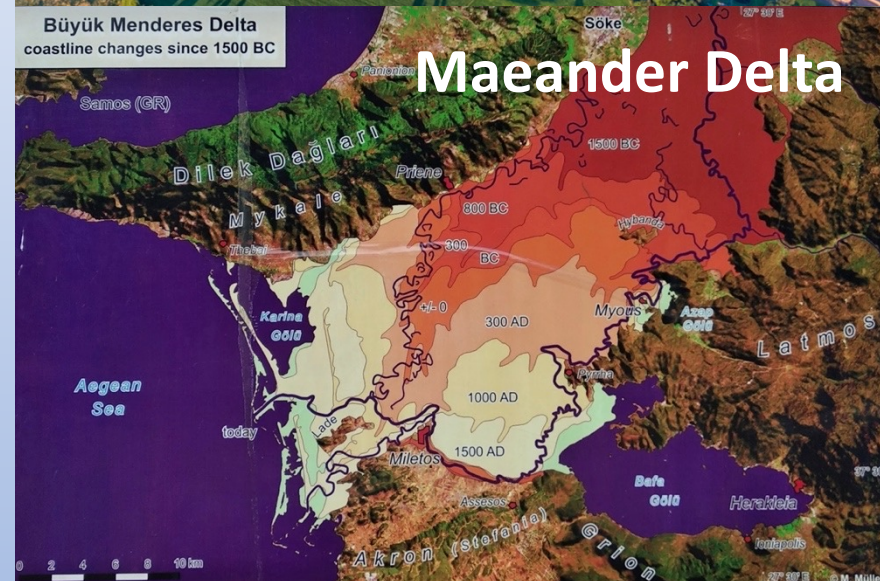 Büyük Menderes Delta
coastline changes since 1500 BC
27° 30' E
Söke
Maeander Delta
Panionion
Samos (GR)
Dilek Dağları
1500 BC
Priene
Mykale
800 BC
Hybanda
Thebai
300
BC
+/- 0
Myous
Karina
Gölü
300 AD
Azap
Gölü
Latmos
Pyrrha
Aegean
Sea
1000 AD
today
Lade
1500 AD
Miletos
Bafa
Gölü
Herakleia
Assesos
Ioniapolis
Akron (Stefania)
Grion
0 2 4 6 8 10 km